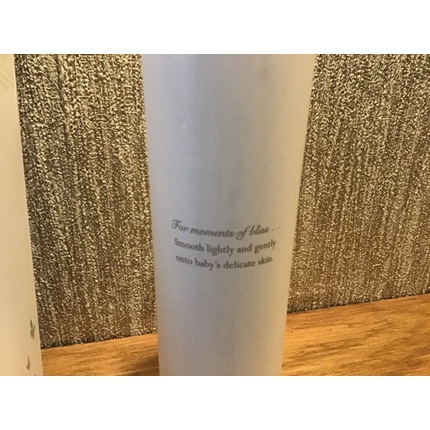 For moments of bliss ...
Smooth lightly and gently
onto baby's delicate skin.